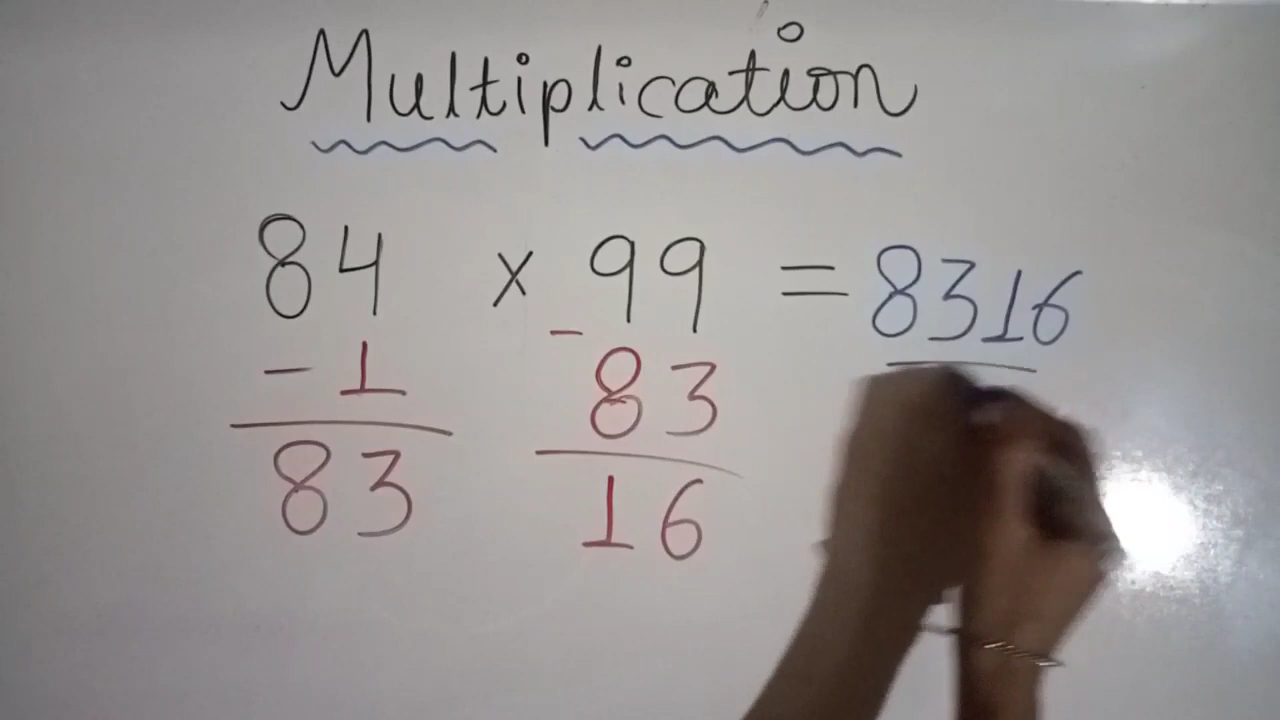 Multiplication
84 × 99 = 8316
- 1 - 83
83 16